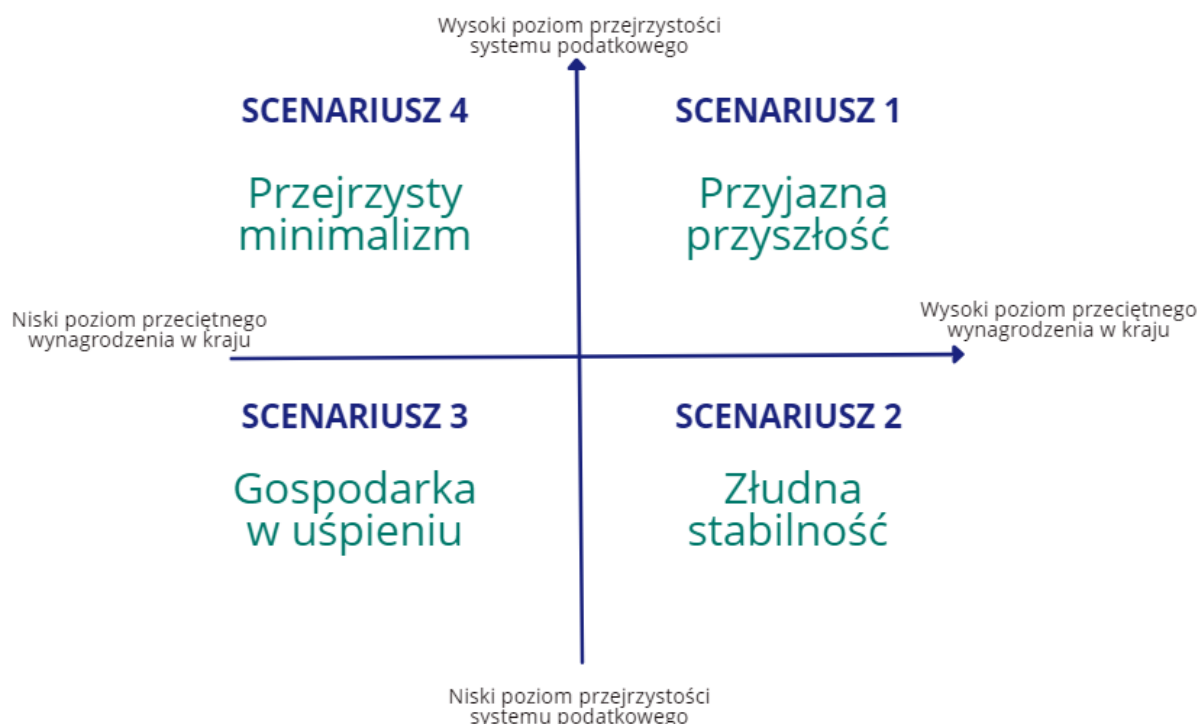 Wysoki poziom przejrzystości
systemu podatkowego
SCENARIUSZ 4
Przejrzysty
minimalizm
SCENARIUSZ 1
Przyjazna
przyszłość
Niski poziom przeciętnego
wynagrodzenia w kraju
Wysoki poziom przeciętnego
wynagrodzenia w kraju
SCENARIUSZ 3
Gospodarka
w uśpieniu
SCENARIUSZ 2
Złudna
stabilność
Niski poziom przejrzystości
systemu podatkowego